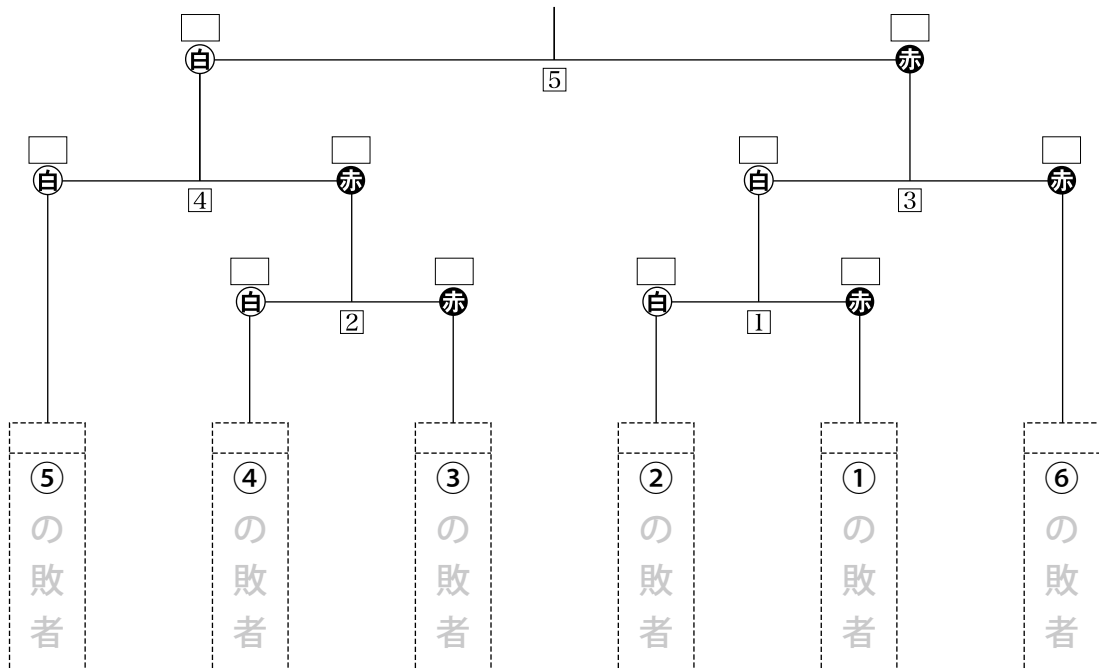 白 赤
5
白 赤 白 赤
4 3
白 赤 白 赤
2 1
⑤の敗者
④の敗者
③の敗者
②の敗者
①の敗者
⑥の敗者